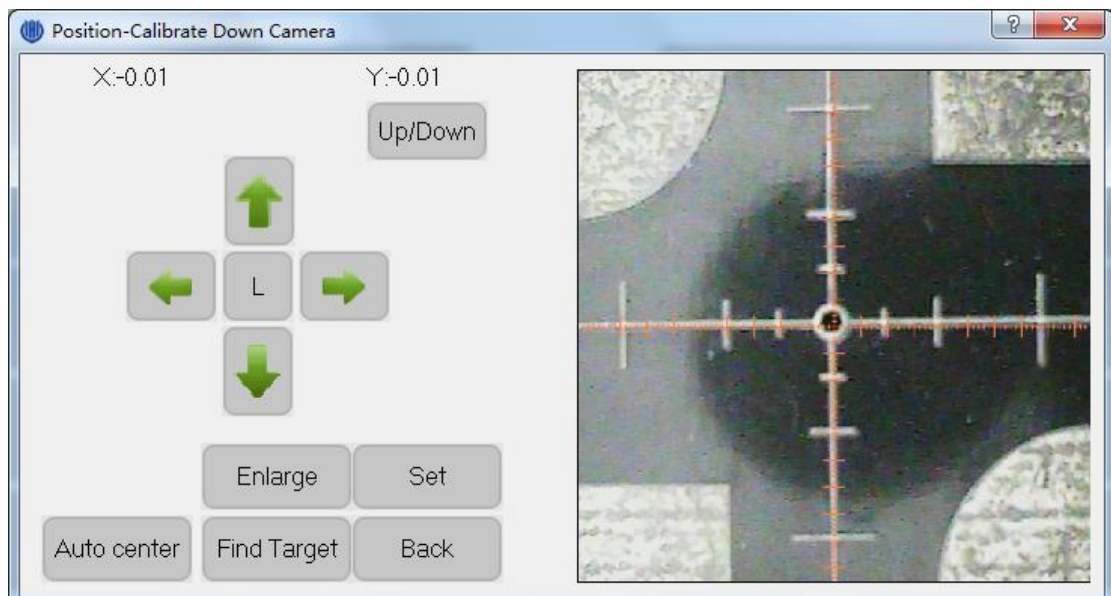 Position-Calibrate Down Camera
?
X:-0.01 Y:-0.01
Up/Down
L
Enlarge Set
Auto center Find Target Back